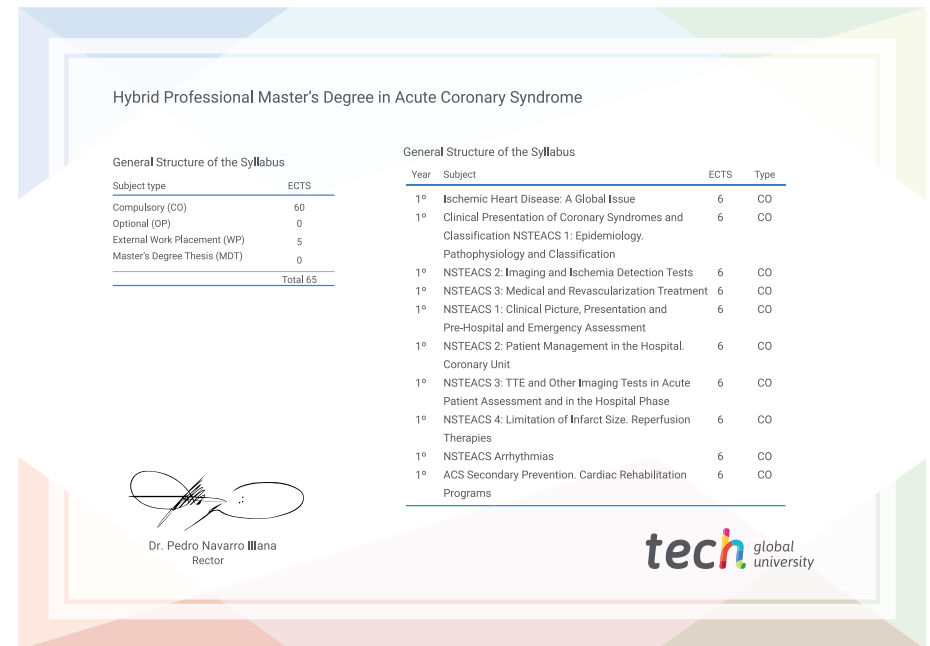 Hybrid Professional Master's Degree in Acute Coronary Syndrome
General Structure of the Syllabus
Subject type ECTS
Compulsory (CO) 60
Optional (OP) 0
External Work Placement (WP) 5
Master's Degree Thesis (MDT) 0
Total 65
General Structure of the Syllabus
Year Subject ECTS Type
1º Ischemic Heart Disease: A Global Issue 6 CO
1º Clinical Presentation of Coronary Syndromes and 6 CO
Classification NSTEACS 1: Epidemiology.
Pathophysiology and Classification
1º NSTEACS 2: Imaging and Ischemia Detection Tests 6 CO
1º NSTEACS 3: Medical and Revascularization Treatment 6 CO
1º NSTEACS 1: Clinical Picture, Presentation and 6 CO
Pre-Hospital and Emergency Assessment
1º NSTEACS 2: Patient Management in the Hospital. 6 CO
Coronary Unit
1º NSTEACS 3: TTE and Other Imaging Tests in Acute 6 CO
Patient Assessment and in the Hospital Phase
1º NSTEACS 4: Limitation of Infarct Size. Reperfusion 6 CO
Therapies
1º NSTEACS Arrhythmias 6 CO
1º ACS Secondary Prevention. Cardiac Rehabilitation 6 CO
Programs
Dr. Pedro Navarro Illana
Rector
tech global
university